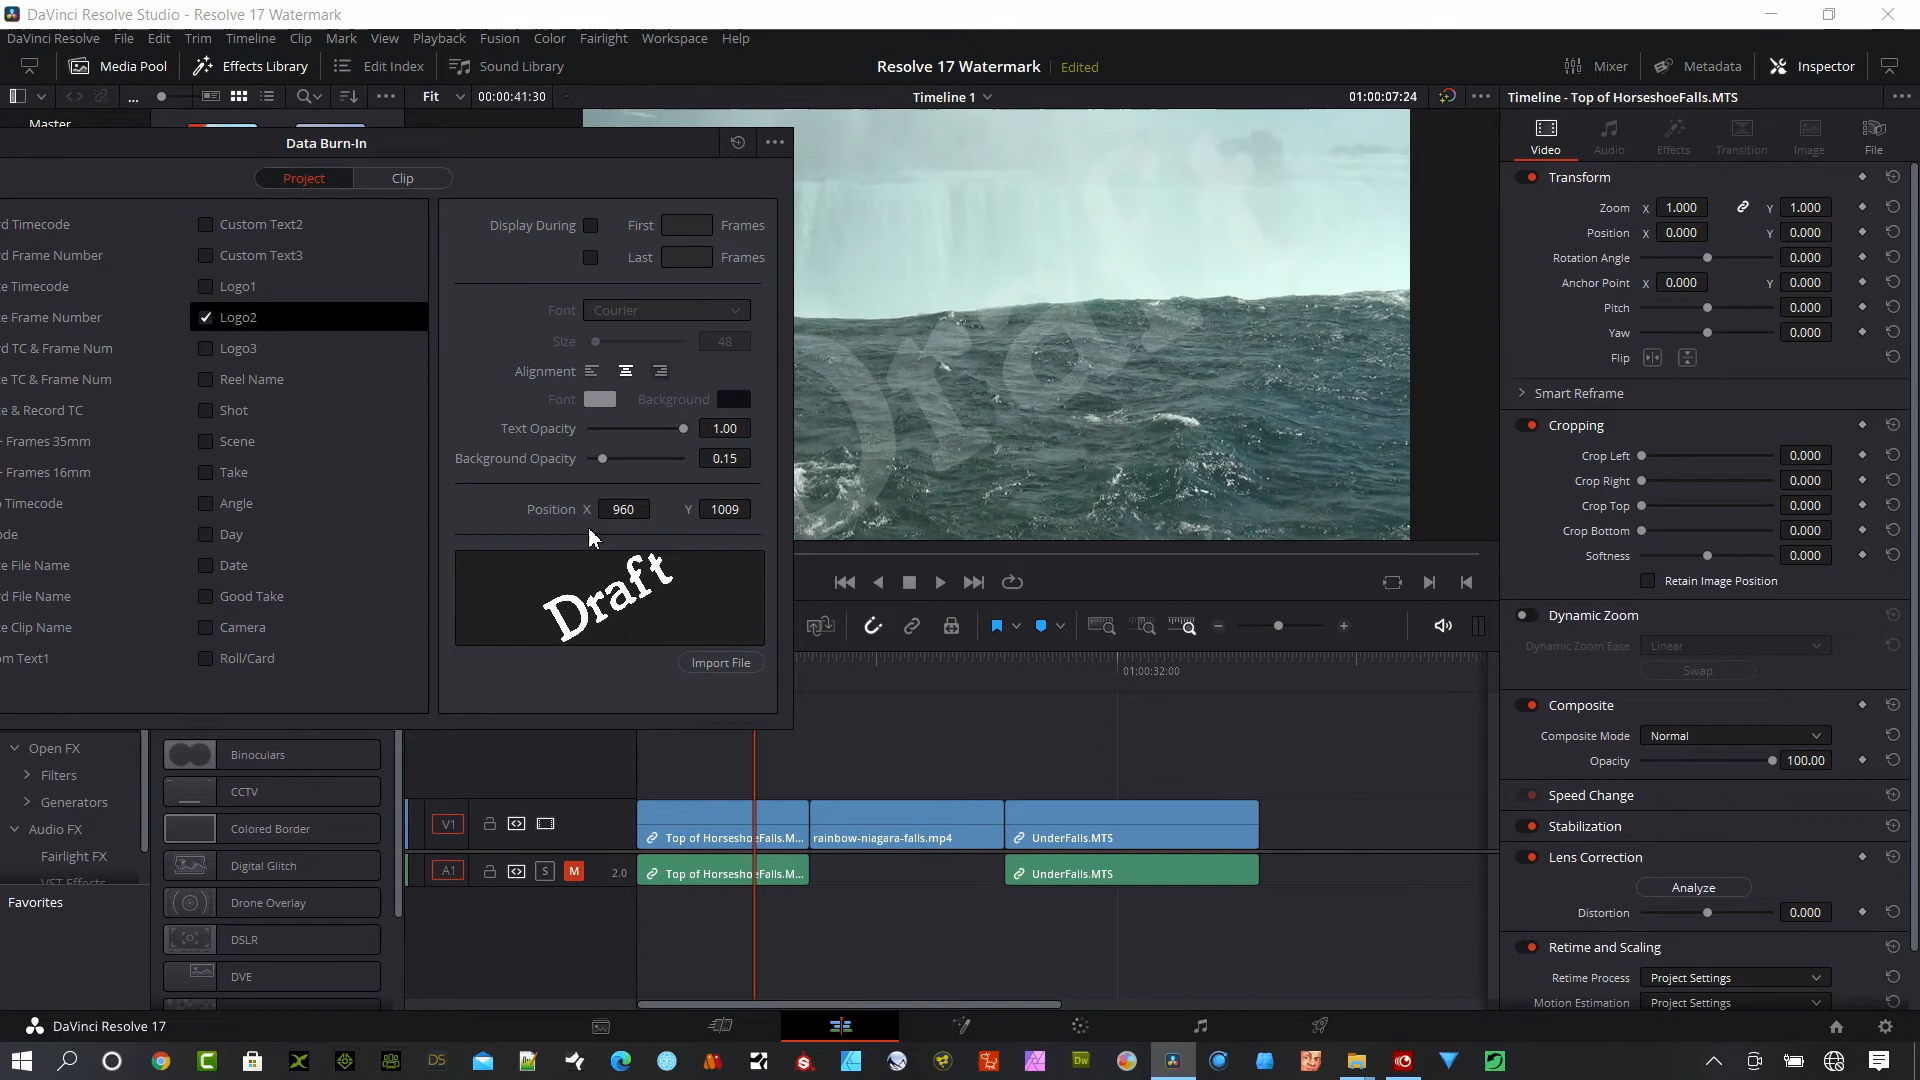 DaVinci Resolve Studio - Resolve 17 Watermark
DaVinci Resolve File Edit Trim Timeline Clip Mark View Playback Fusion Color Fairlight Workspace Help
Media Pool Effects Library Edit Index Sound Library Resolve 17 Watermark Edited Mixer Metadata Inspector
... Fit 00:00:41:30 Timeline 1 01:00:07:24 Timeline - Top of HorseshoeFalls.MTS
Master
Data Burn-In
Project Clip
d Timecode
d Frame Number
e Timecode
e Frame Number
d TC & Frame Num
e TC & Frame Num
e & Record TC
- Frames 35mm
- Frames 16mm
o Timecode
ode
e File Name
d File Name
e Clip Name
om Text1
Custom Text2
Custom Text3
Logo1
Logo2
Logo3
Reel Name
Shot
Scene
Take
Angle
Day
Date
Good Take
Camera
Roll/Card
Display During First Frames
Last Frames
Font Courier
Size 48
Alignment
Font Background
Text Opacity 1.00
Background Opacity 0.15
Position X 960 Y 1009
Draft
Import File
Draft
Video Audio Effects Transition Image File
Transform
Zoom X 1.000 Y 1.000
Position X 0.000 Y 0.000
Rotation Angle 0.000
Anchor Point X 0.000 Y 0.000
Pitch 0.000
Yaw 0.000
Flip
Smart Reframe
Cropping
Crop Left 0.000
Crop Right 0.000
Crop Top 0.000
Crop Bottom 0.000
Softness 0.000
Retain Image Position
Dynamic Zoom
Dynamic Zoom Ease Linear
Swap
Composite
Composite Mode Normal
Opacity 100.00
Speed Change
Stabilization
Lens Correction
Analyze
Distortion 0.000
Retime and Scaling
Retime Process Project Settings
Motion Estimation Project Settings
01:00:32:00
Open FX
Filters
Generators
Audio FX
Fairlight FX
VST Effects
Favorites
Binoculars
CCTV
Colored Border
Digital Glitch
Drone Overlay
DSLR
DVE
V1
Top of HorseshoeFalls.M... rainbow-niagara-falls.mp4 UnderFalls.MTS
A1 S M 2.0
Top of HorseshoeFalls.M... UnderFalls.MTS
DaVinci Resolve 17
DS Dw